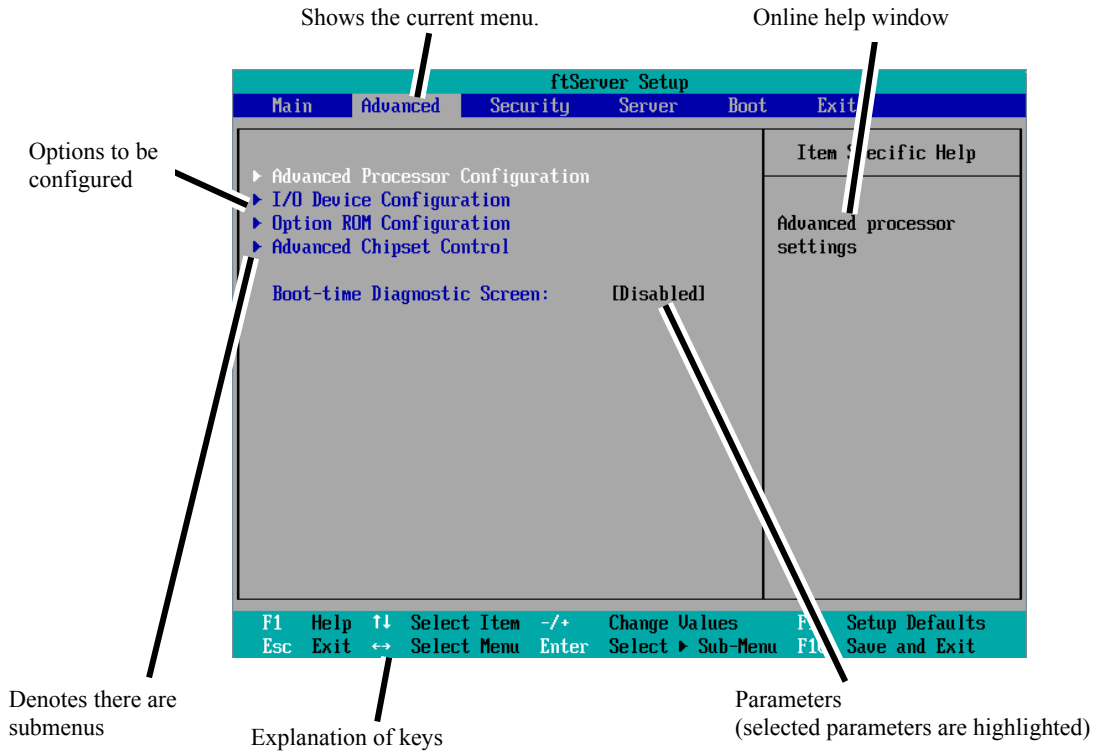 Shows the current menu.
Online help window
ftServer Setup
Main Advanced Security Server Boot Exit
Options to be
configured
Item Specific Help
Advanced Processor Configuration
I/O Device Configuration
Option ROM Configuration
Advanced Chipset Control
Advanced processor
settings
Boot-time Diagnostic Screen: [Disabled]
F1 Help ↑↓ Select Item -/+ Change Values Setup Defaults
Esc Exit ↔ Select Menu Enter Select ▶ Sub-Menu F10 Save and Exit
Denotes there are
submenus
Explanation of keys
Parameters
(selected parameters are highlighted)